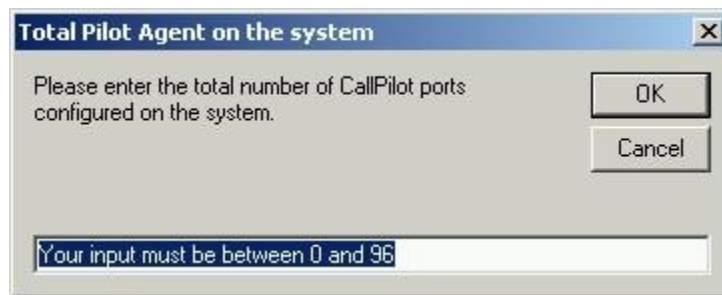 Total Pilot Agent on the system
Please enter the total number of CallPilot ports
configured on the system.
OK
Cancel
Your input must be between 0 and 96